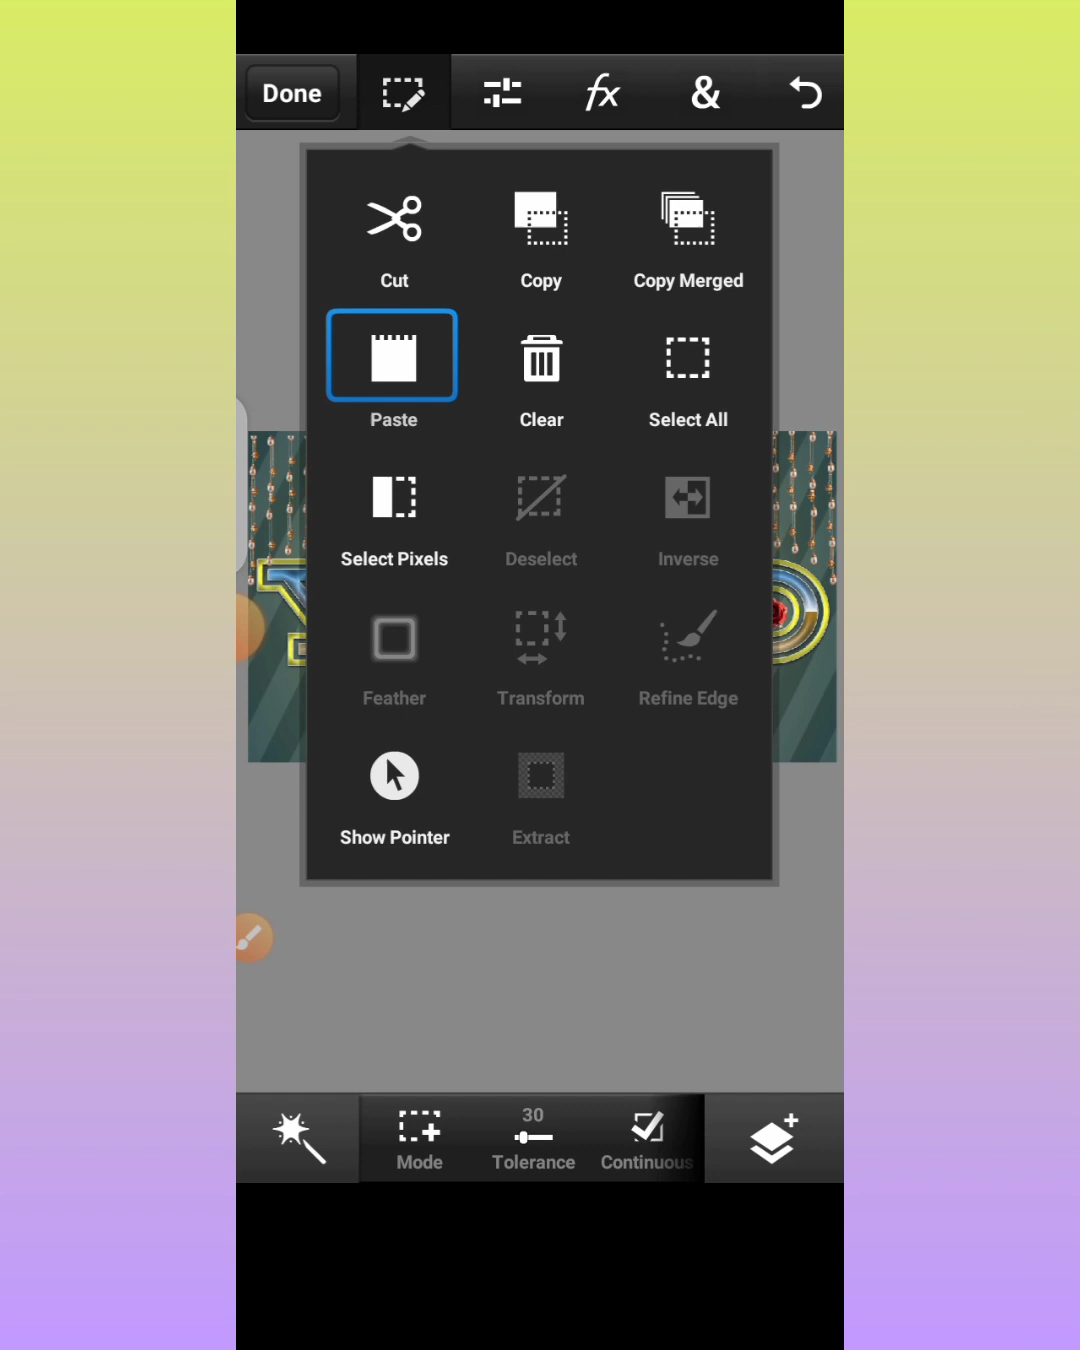 Done fx &
Cut Copy Copy Merged
Paste Clear Select All
Select Pixels Deselect Inverse
Feather Transform Refine Edge
Show Pointer Extract
30
Mode Tolerance Continuous